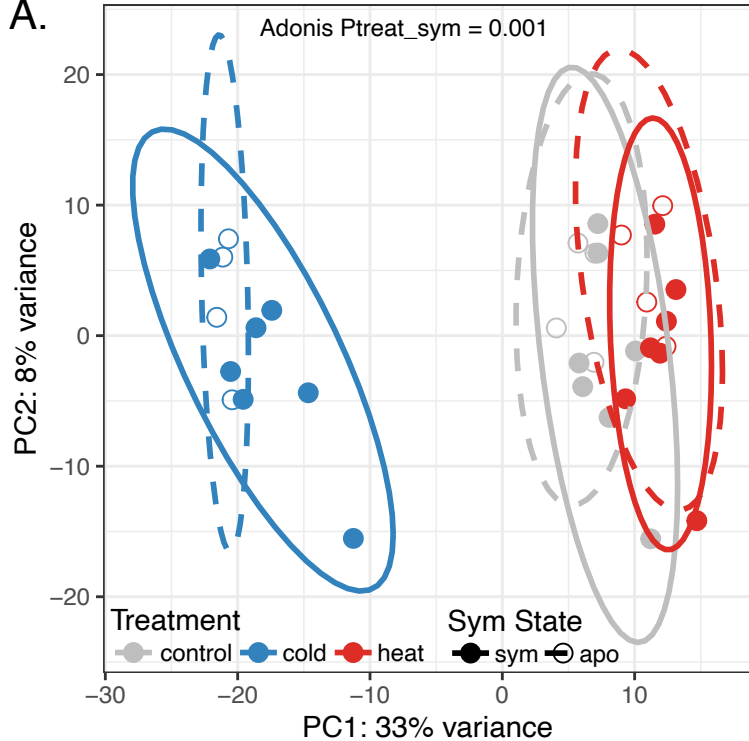 A.
Adonis Ptreat_sym = 0.001
20
10
0
−10
−20
PC2: 8% variance
Treatment
control cold heat
Sym State
sym apo
−30 −20 −10 0 10
PC1: 33% variance